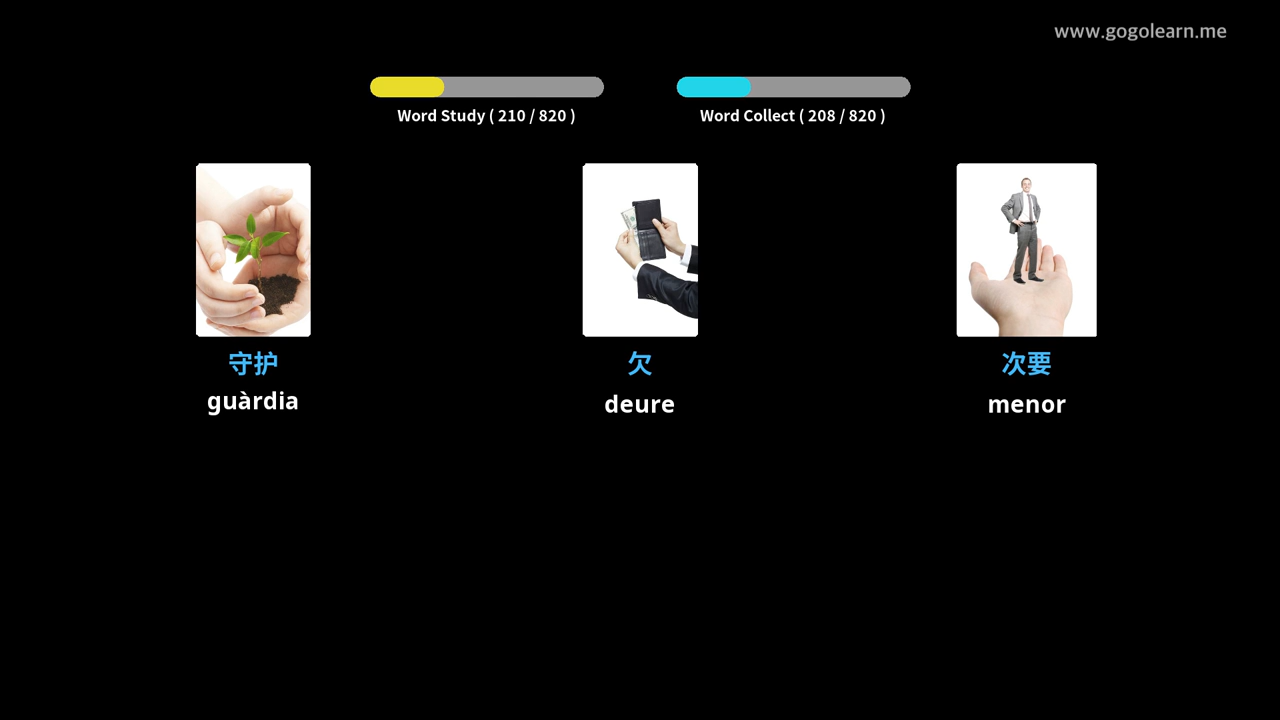 www.gogolearn.me
Word Study ( 210 / 820 )
Word Collect ( 208 / 820 )
守护
guàrdia
欠
deure
次要
menor